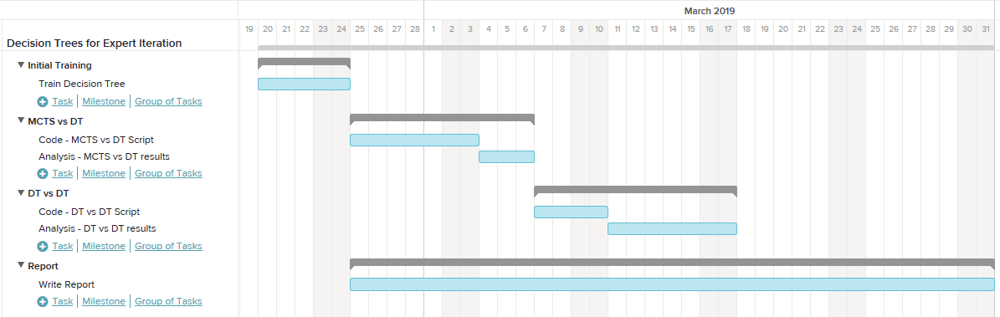 March 2019
19 20 21 22 23 24 25 26 27 28 1 2 3 4 5 6 7 8 9 10 11 12 13 14 15 16 17 18 19 20 21 22 23 24 25 26 27 28 29 30 31
Decision Trees for Expert Iteration
Initial Training
Train Decision Tree
Task Milestone Group of Tasks
MCTS vs DT
Code - MCTS vs DT Script
Analysis - MCTS vs DT results
Task Milestone Group of Tasks
DT vs DT
Code - DT vs DT Script
Analysis - DT vs DT results
Task Milestone Group of Tasks
Report
Write Report
Task Milestone Group of Tasks